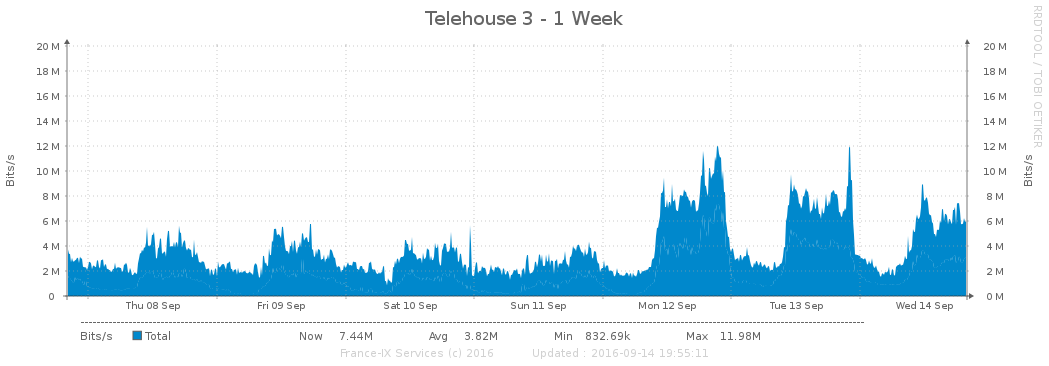 Telehouse 3 - 1 Week
RRDTOOL / TOBI OETIKER
Bits/s
20 M
18 M
16 M
14 M
12 M
10 M
8 M
6 M
4 M
2 M
0
20 M
18 M
16 M
14 M
12 M
10 M
8 M
6 M
4 M
2 M
0 M
Bits/s
Thu 08 Sep Fri 09 Sep Sat 10 Sep Sun 11 Sep Mon 12 Sep Tue 13 Sep Wed 14 Sep
Bits/s Total Now 7.44M Avg 3.82M Min 832.69k Max 11.98M
France-IX Services (c) 2016 Updated : 2016-09-14 19:55:11